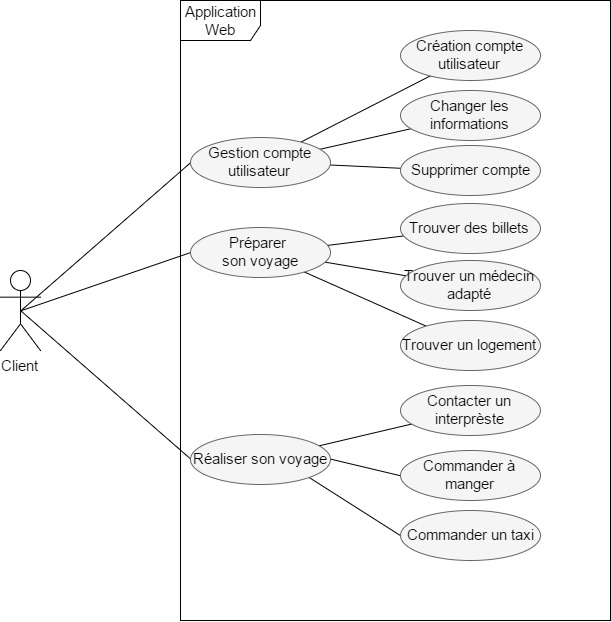 Application
Web
Création compte
utilisateur
Changer les
informations
Gestion compte
utilisateur
Supprimer compte
Trouver des billets
Préparer
son voyage
Trouver un médecin
adapté
Trouver un logement
Client
Contacter un
interprèste
Réaliser son voyage
Commander à
manger
Commander un taxi